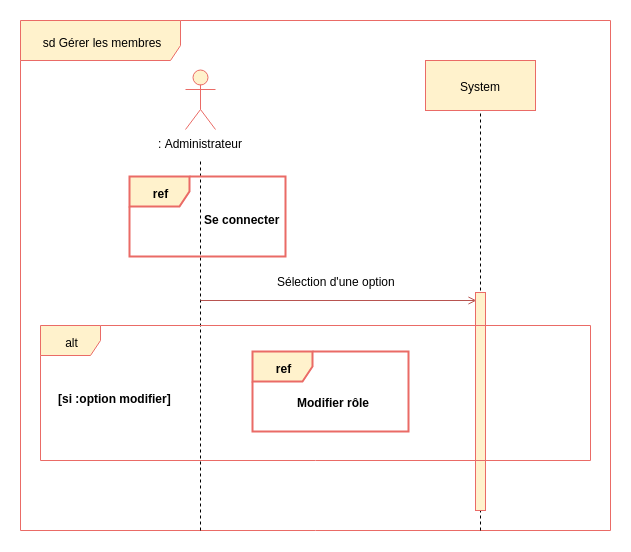 sd Gérer les membres
System
: Administrateur
ref
Se connecter
Sélection d'une option
alt
ref
[si :option modifier]
Modifier rôle